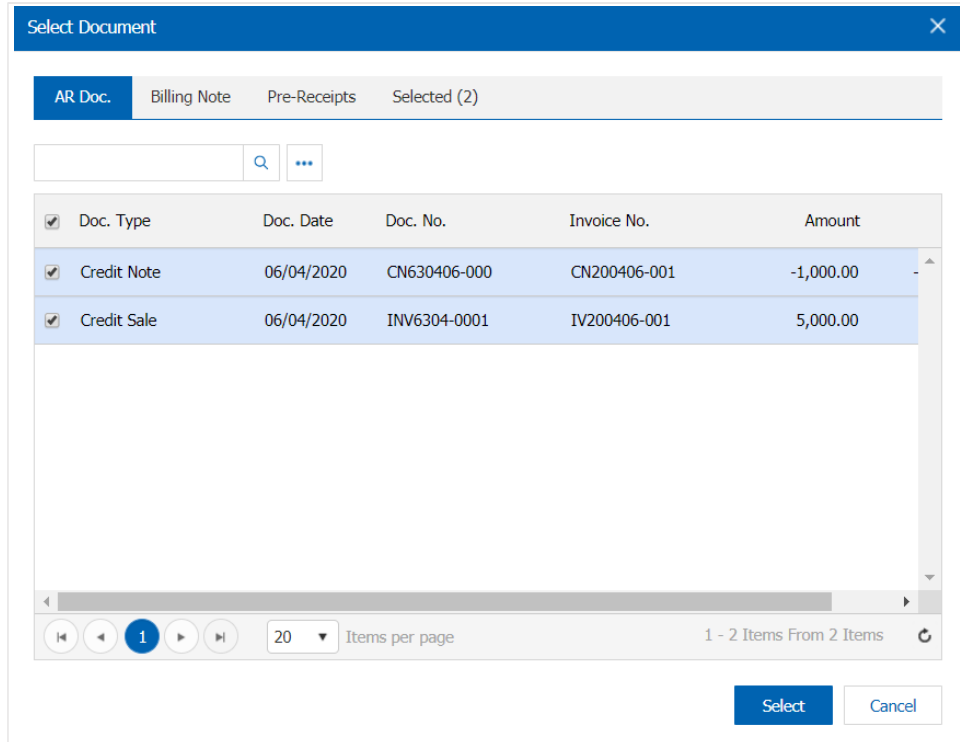 Select Document
AR Doc. Billing Note Pre-Receipts Selected (2)
Doc. Type Doc. Date Doc. No. Invoice No. Amount
Credit Note 06/04/2020 CN630406-000 CN200406-001 -1,000.00 -
Credit Sale 06/04/2020 INV6304-0001 IV200406-001 5,000.00
1 20 Items per page 1 - 2 Items From 2 Items
Select Cancel